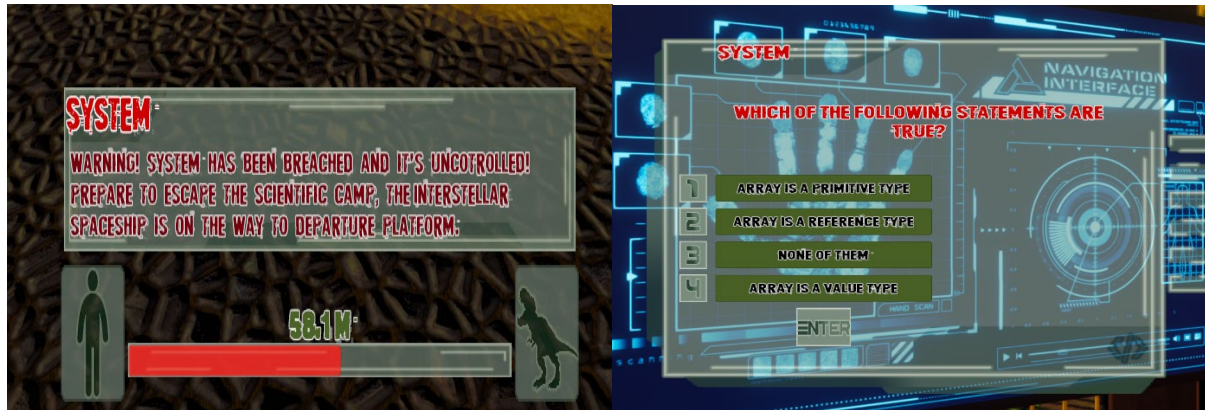 SYSTEM:
WARNING! SYSTEM HAS BEEN BREACHED AND IT'S UNCOTROLLED!
PREPARE TO ESCAPE THE SCIENTIFIC CAMP, THE INTERSTELLAR
SPACESHIP IS ON THE WAY TO DEPARTURE PLATFORM.
58.1 M
SYSTEM
NAVIGATION
INTERFACE
WHICH OF THE FOLLOWING STATEMENTS ARE
TRUE?
1 ARRAY IS A PRIMITIVE TYPE
2 ARRAY IS A REFERENCE TYPE
3 NONE OF THEM
4 ARRAY IS A VALUE TYPE
HAND SCAN
ENTER
scanning